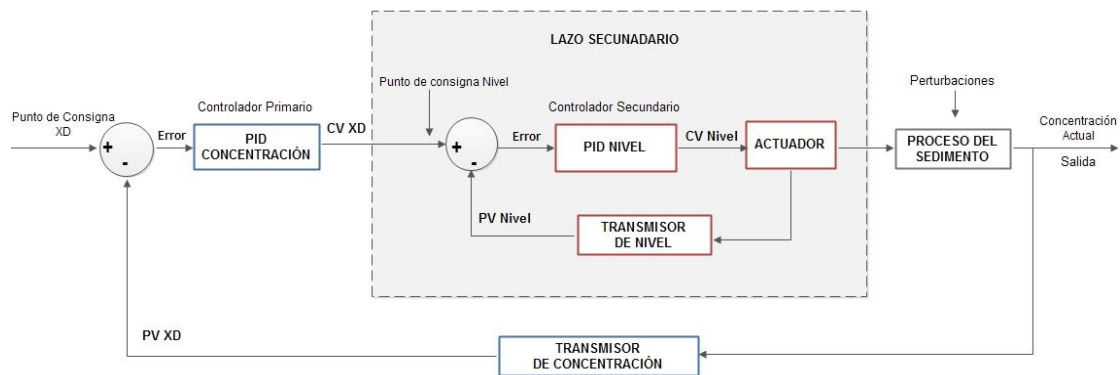 LAZO SECUNADARIO
Punto de consigna Nivel
Perturbaciones
Punto de Consigna
XD
Controlador Primario
CV XD
Controlador Secundario
Concentración
Actual
Error
PID
CONCENTRACIÓN
Error
PID NIVEL
CV Nivel
ACTUADOR
PROCESO DEL
SEDIMENTO
Salida
+
-
+
-
PV Nivel
TRANSMISOR
DE NIVEL
PV XD
TRANSMISOR
DE CONCENTRACIÓN